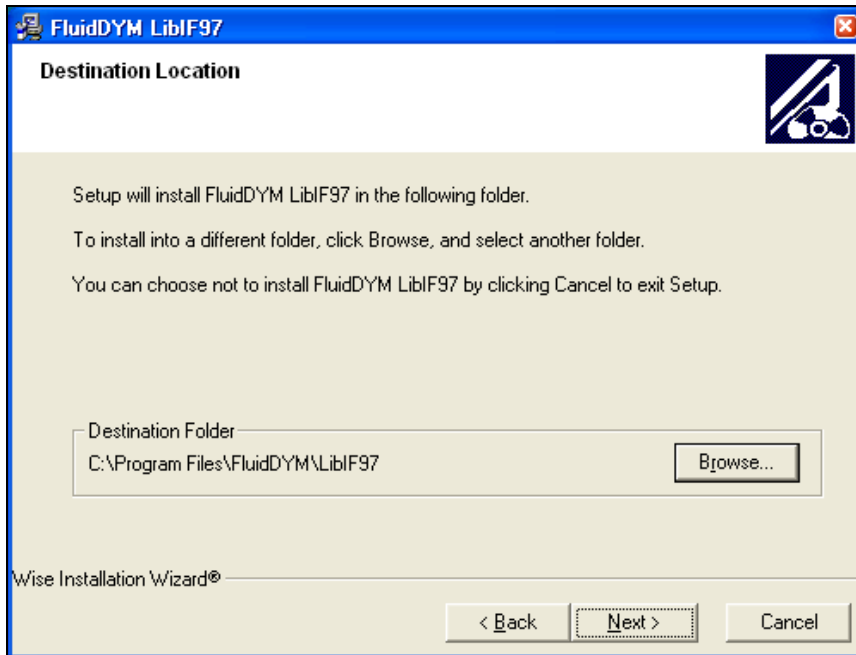 FluidDYM LibIF97
Destination Location
Setup will install FluidDYM LibIF97 in the following folder.
To install into a different folder, click Browse, and select another folder.
You can choose not to install FluidDYM LibIF97 by clicking Cancel to exit Setup.
Destination Folder
C:\Program Files\FluidDYM\LibIF97
Browse...
Wise Installation Wizard®
< Back Next > Cancel